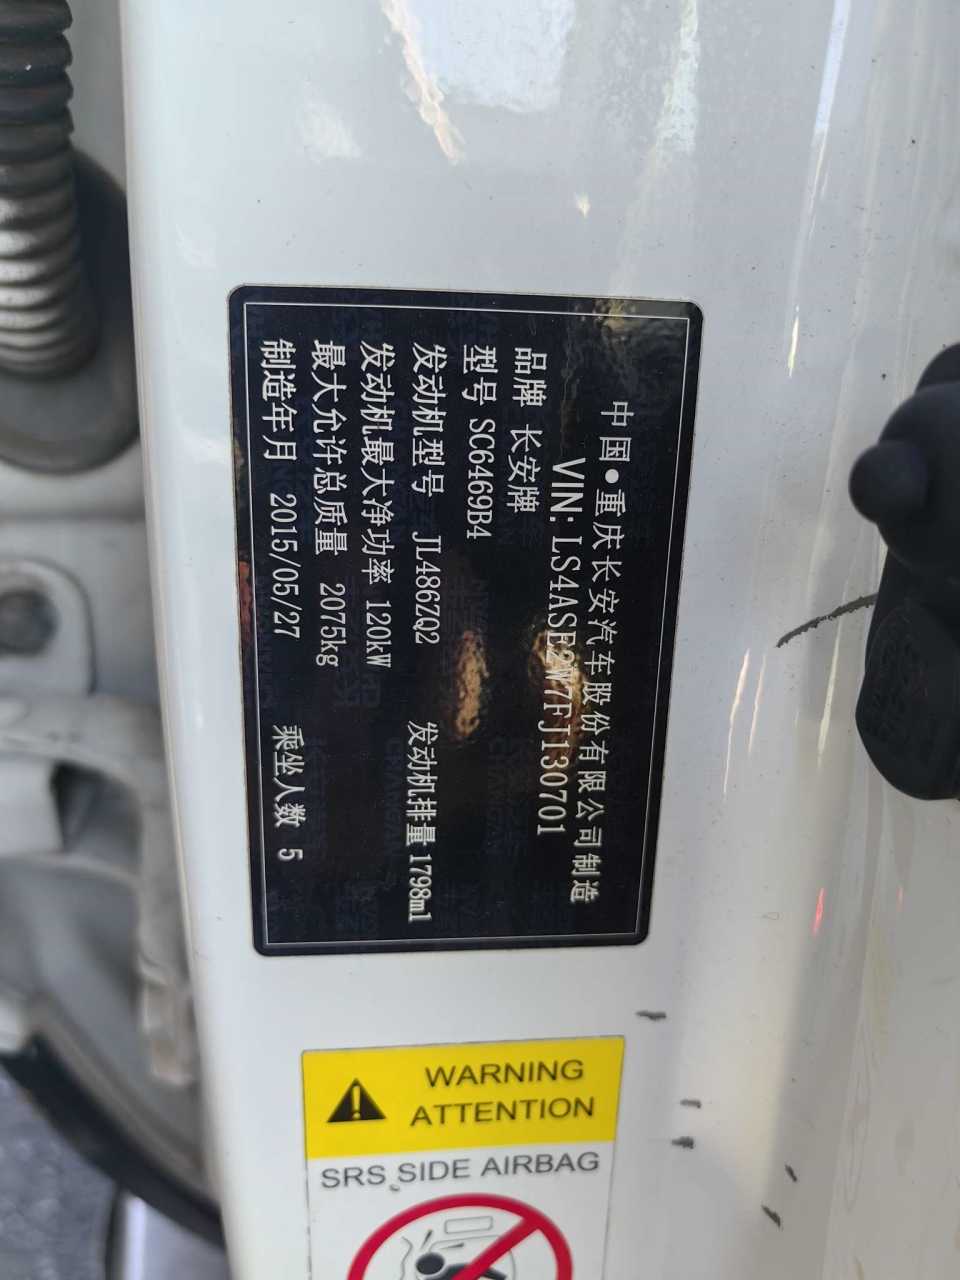 中国•重庆长安汽车股份有限公司制造
VIN: LS4ASE2W7FJ130701
品牌 长安牌
型号 SC6469B4
发动机型号 JL486ZQ2 发动机排量 1798ml
发动机最大净功率 120kW
最大允许总质量 2075kg
制造年月 2015/05/27 乘坐人数 5
WARNING
ATTENTION
SRS SIDE AIRBAG